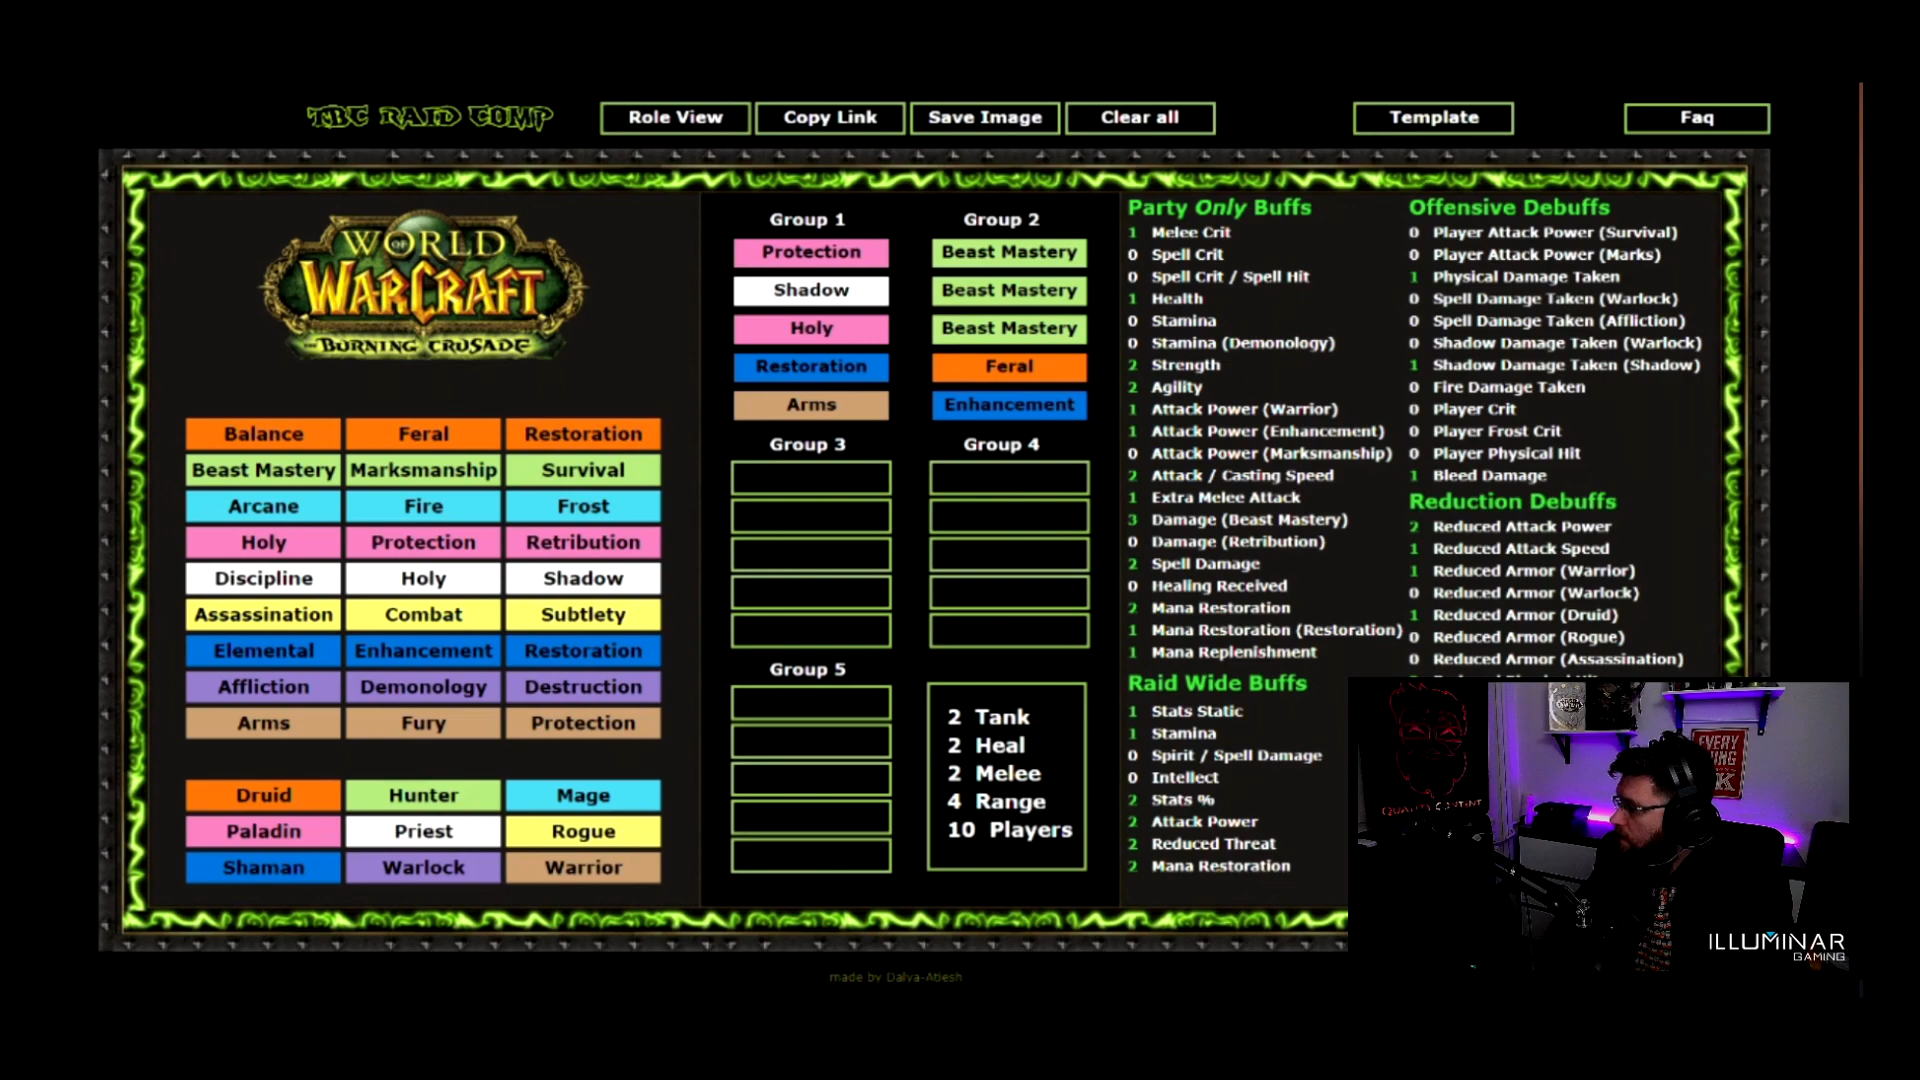 TBC RAID COMP
Role View
Copy Link
Save Image
Clear all
Template
Faq
WORLD
OF
WARCRAFT
THE BURNING CRUSADE
Balance Feral Restoration
Beast Mastery Marksmanship Survival
Arcane Fire Frost
Holy Protection Retribution
Discipline Holy Shadow
Assassination Combat Subtlety
Elemental Enhancement Restoration
Affliction Demonology Destruction
Arms Fury Protection
Druid Hunter Mage
Paladin Priest Rogue
Shaman Warlock Warrior
Group 1
Protection
Shadow
Holy
Restoration
Arms
Group 2
Beast Mastery
Beast Mastery
Beast Mastery
Feral
Enhancement
Group 3
Group 4
Group 5
2 Tank
2 Heal
2 Melee
4 Range
10 Players
Party Only Buffs
1 Melee Crit
0 Spell Crit
0 Spell Crit / Spell Hit
1 Health
0 Stamina
0 Stamina (Demonology)
2 Strength
2 Agility
1 Attack Power (Warrior)
1 Attack Power (Enhancement)
0 Attack Power (Marksmanship)
2 Attack / Casting Speed
1 Extra Melee Attack
3 Damage (Beast Mastery)
0 Damage (Retribution)
2 Spell Damage
0 Healing Received
2 Mana Restoration
1 Mana Restoration (Restoration)
1 Mana Replenishment
Raid Wide Buffs
1 Stats Static
1 Stamina
0 Spirit / Spell Damage
0 Intellect
2 Stats %
2 Attack Power
2 Reduced Threat
2 Mana Restoration
Offensive Debuffs
0 Player Attack Power (Survival)
0 Player Attack Power (Marks)
1 Physical Damage Taken
0 Spell Damage Taken (Warlock)
0 Spell Damage Taken (Affliction)
0 Shadow Damage Taken (Warlock)
1 Shadow Damage Taken (Shadow)
0 Fire Damage Taken
0 Player Crit
0 Player Frost Crit
0 Player Physical Hit
1 Bleed Damage
Reduction Debuffs
2 Reduced Attack Power
1 Reduced Attack Speed
1 Reduced Armor (Warrior)
0 Reduced Armor (Warlock)
1 Reduced Armor (Druid)
0 Reduced Armor (Rogue)
0 Reduced Armor (Assassination)
QUALITY CONTENT
EVERY
ILLUMINAR
GAMING
made by Dalya-Atiesh